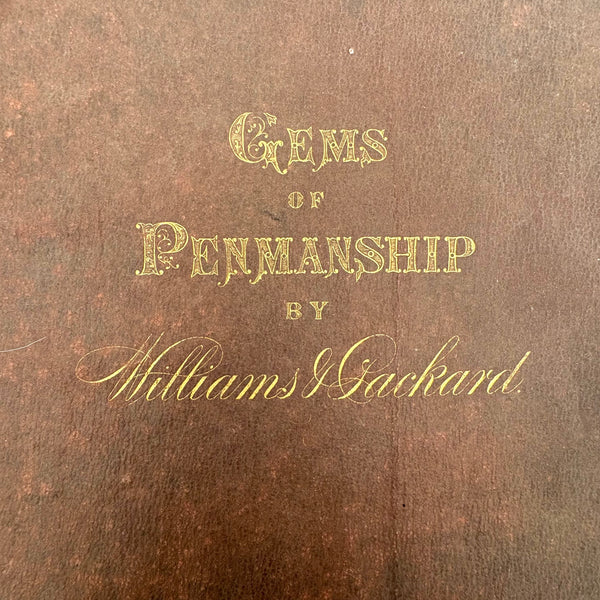 GEMS
OF
PENMANSHIP
BY
Williams & Packard.